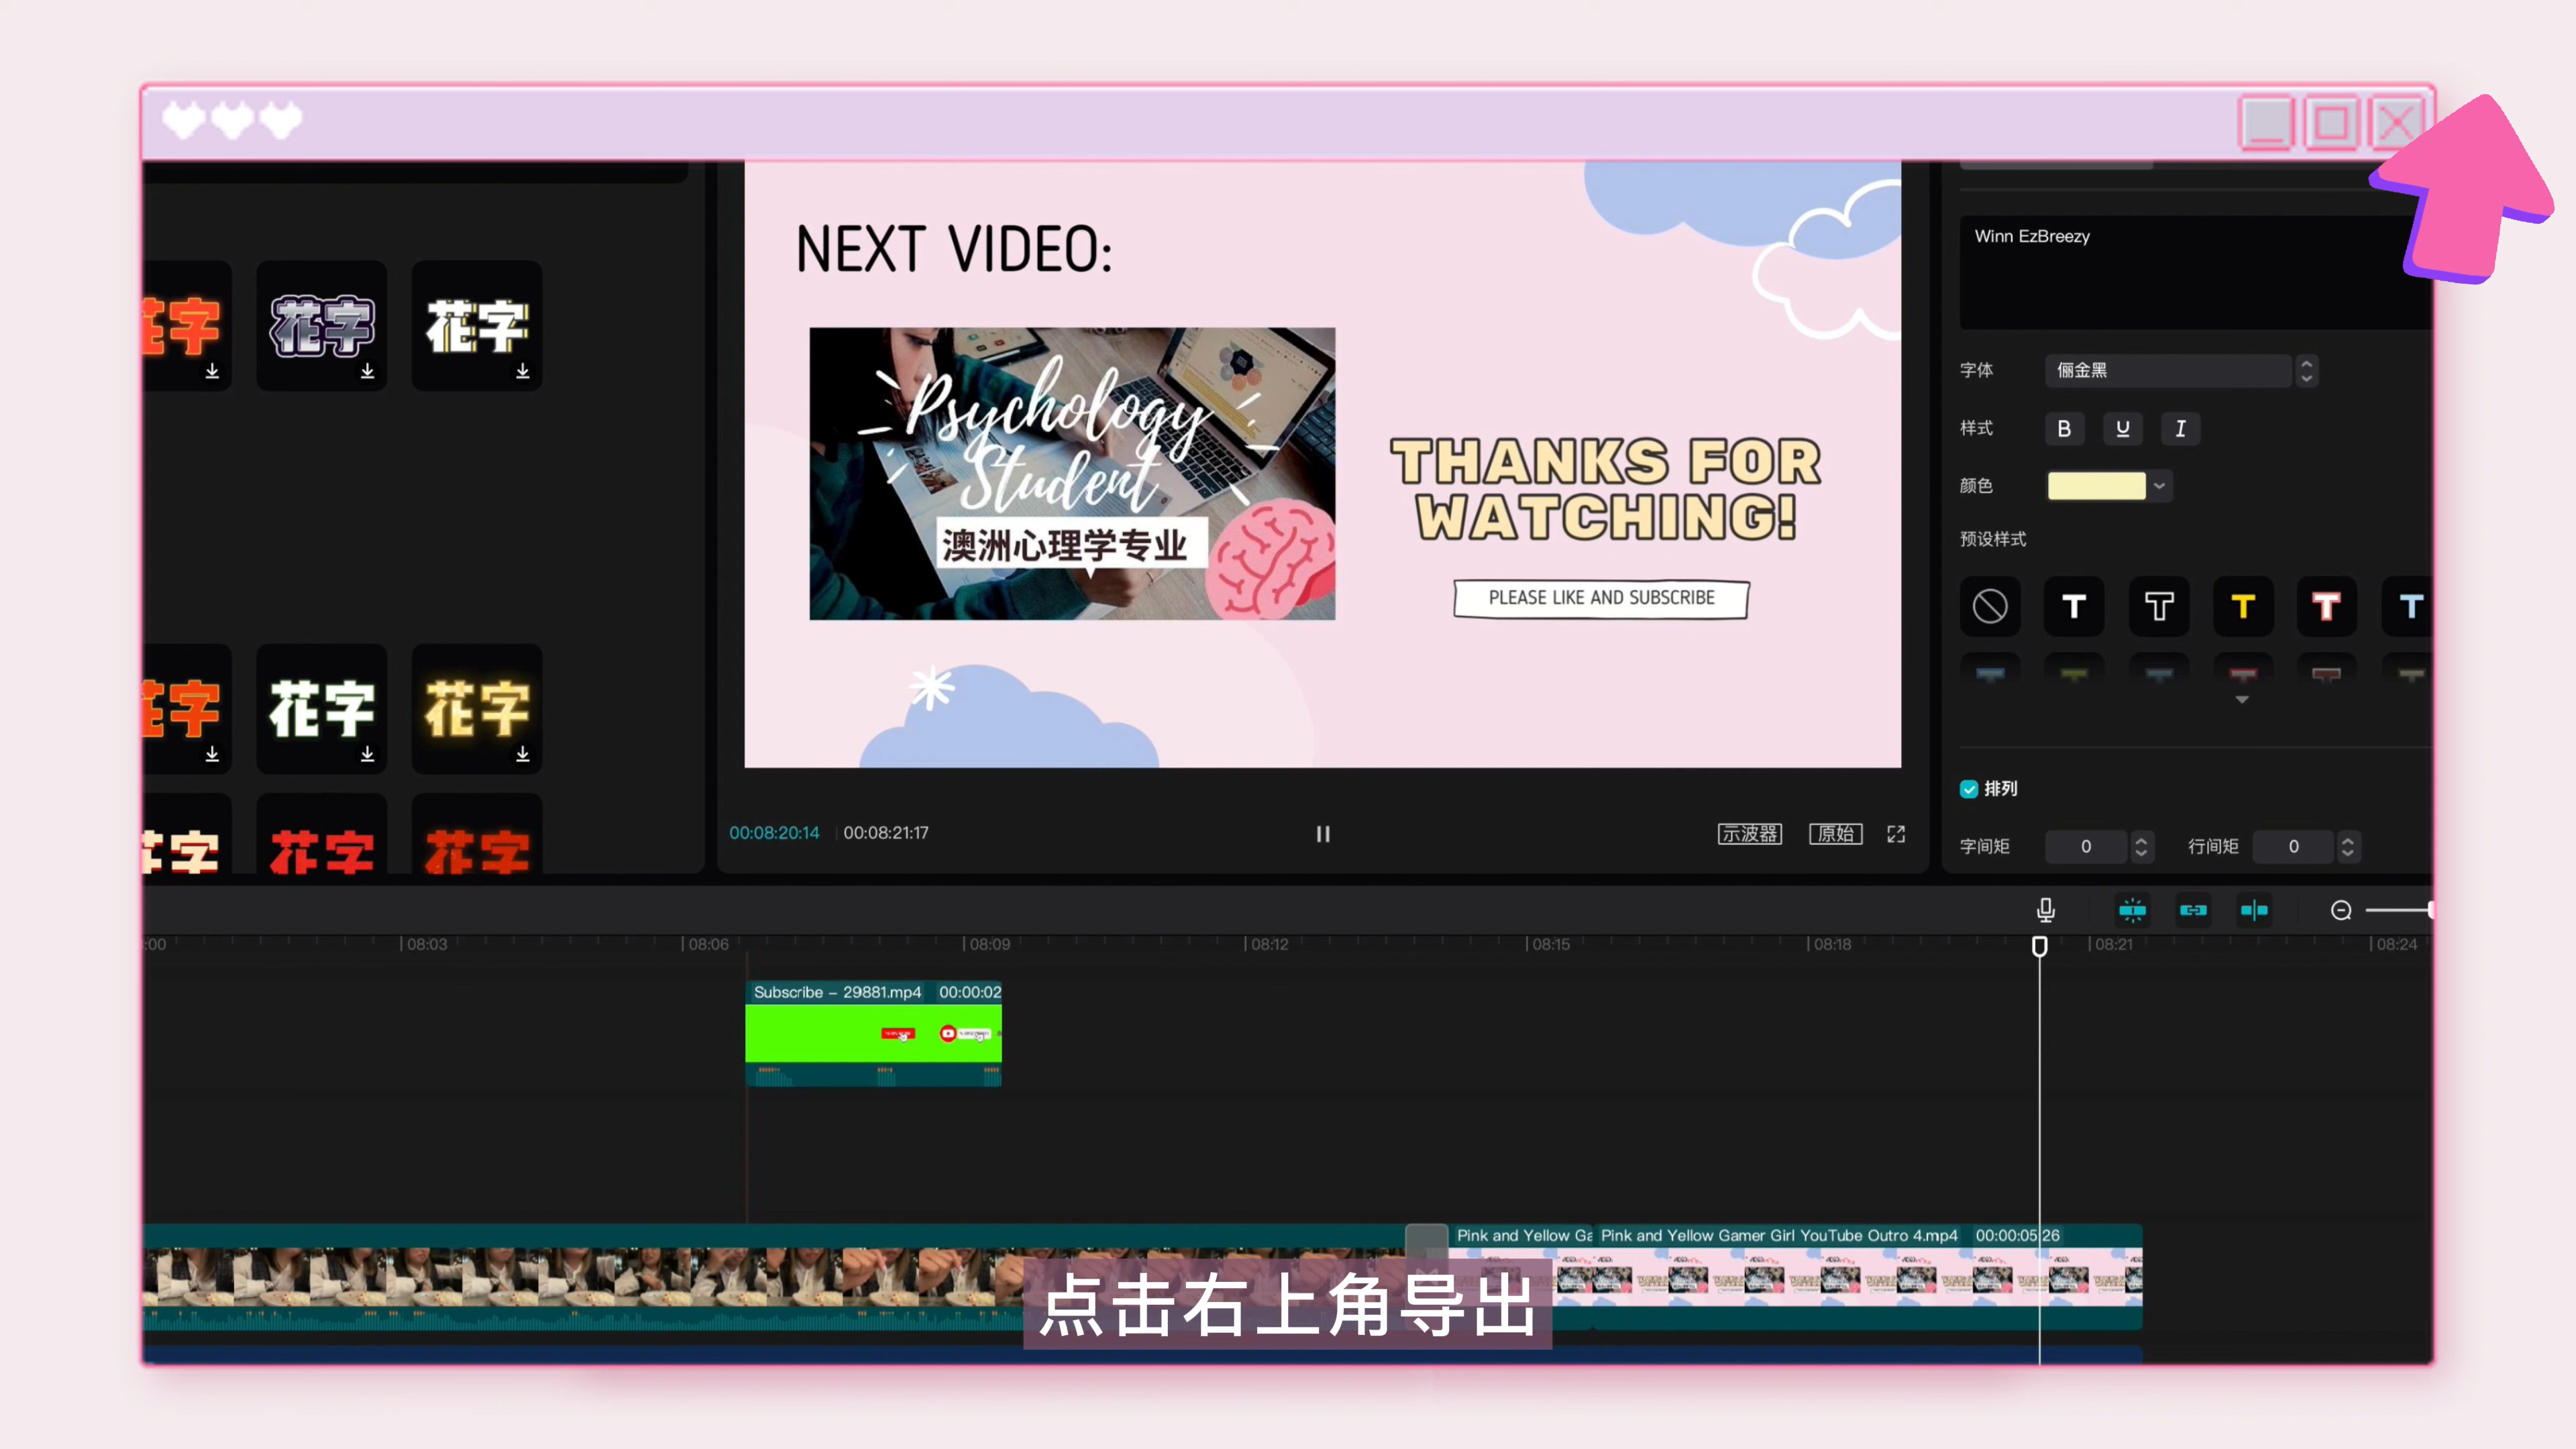 花字
花字
花字
花字
花字
花字
花字
NEXT VIDEO:
Psychology
Student
澳洲心理学专业
THANKS FOR
WATCHING!
PLEASE LIKE AND SUBSCRIBE
00:08:20:14
00:08:21:17
示波器
原始
Winn EzBreezy
字体
俪金黑
样式
B U I
颜色
预设样式
T T T T T
排列
字间矩 0 行间矩 0
:00 08:03 08:06 08:09 08:12 08:15 08:18 08:21 08:24
Subscribe – 29881.mp4 00:00:02
Pink and Yellow Ga
Pink and Yellow Gamer Girl YouTube Outro 4.mp4 00:00:05:26
点击右上角导出